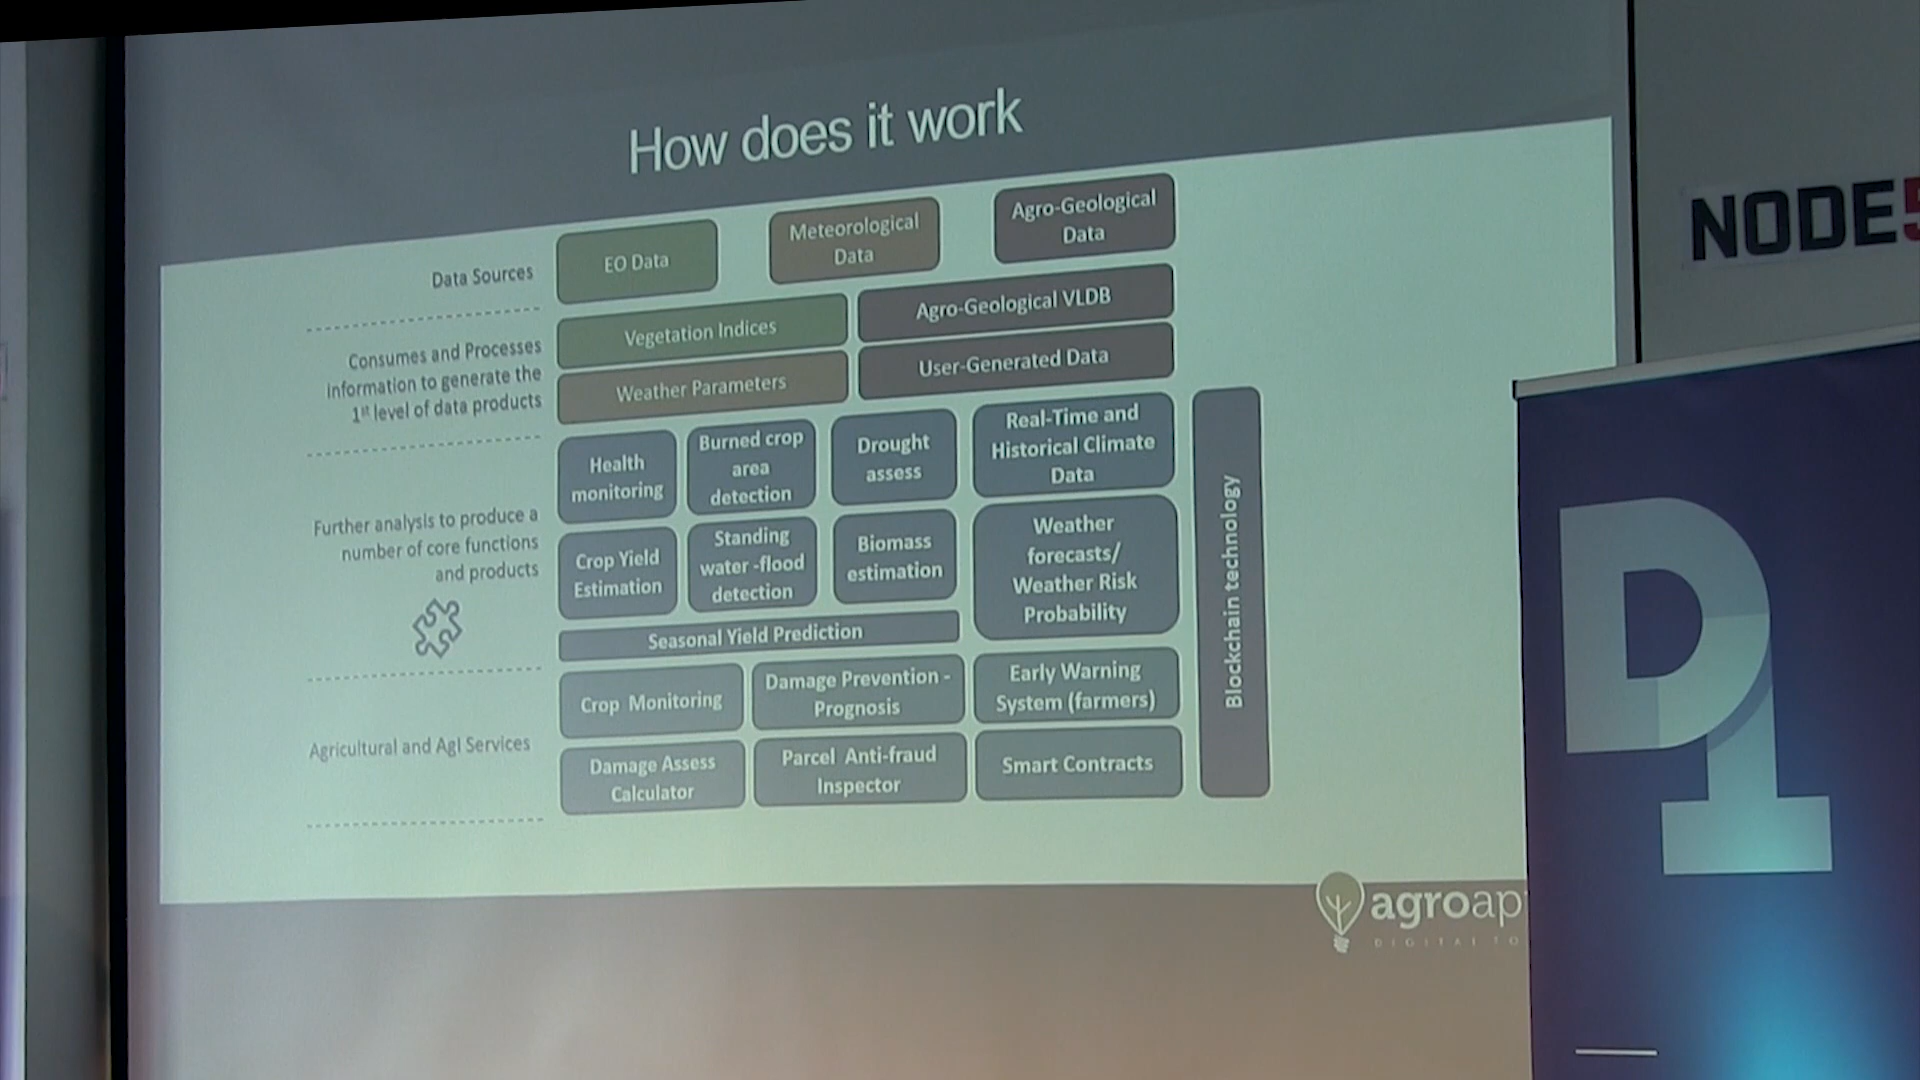 How does it work
NODE
Data Sources
EO Data
Meteorological
Data
Agro-Geological
Data
Consumes and Processes
information to generate the
1st level of data products
Vegetation Indices
Agro-Geological VLDB
Weather Parameters
User-Generated Data
Further analysis to produce a
number of core functions
and products
Health
monitoring
Burned crop
area
detection
Drought
assess
Real-Time and
Historical Climate
Data
Crop Yield
Estimation
Standing
water -flood
detection
Biomass
estimation
Weather
forecasts/
Weather Risk
Probability
Seasonal Yield Prediction
Blockchain technology
Agricultural and AgI Services
Crop Monitoring
Damage Prevention -
Prognosis
Early Warning
System (farmers)
Damage Assess
Calculator
Parcel Anti-fraud
Inspector
Smart Contracts
agroap
DIGITAL TO